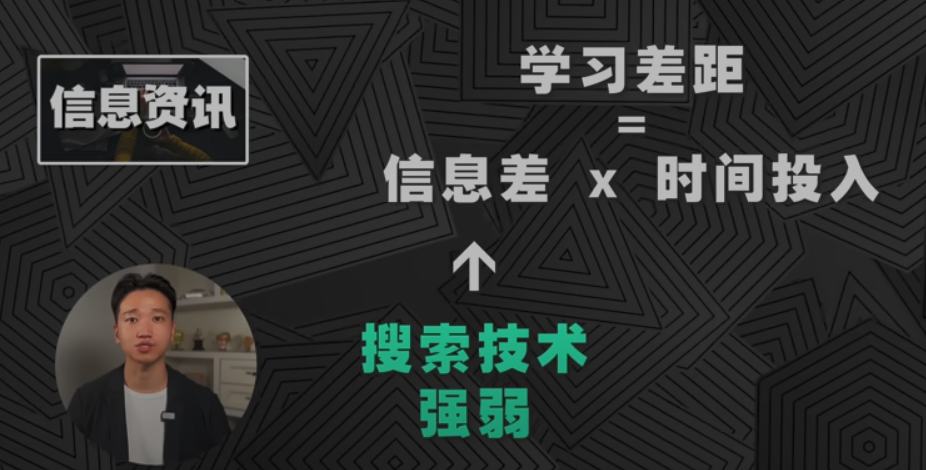 信息资讯
学习差距
=
信息差 x 时间投入
↑
搜索技术
强弱